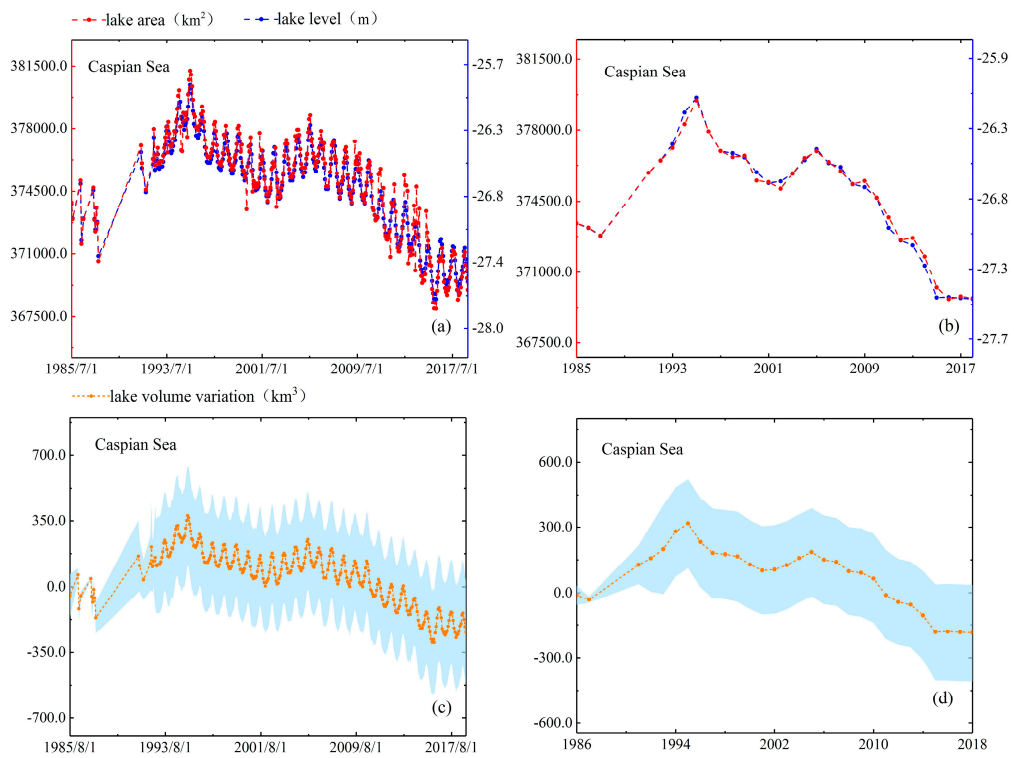 lake area（km²） lake level（m）
Caspian Sea
381500.0
378000.0
374500.0
371000.0
367500.0
-25.7
-26.3
-26.8
-27.4
-28.0
(a)
1985/7/1 1993/7/1 2001/7/1 2009/7/1 2017/7/1
Caspian Sea
381500.0
378000.0
374500.0
371000.0
367500.0
-25.9
-26.3
-26.8
-27.3
-27.7
(b)
1985 1993 2001 2009 2017
lake volume variation（km³）
Caspian Sea
700.0
350.0
0.0
-350.0
-700.0
(c)
1985/8/1 1993/8/1 2001/8/1 2009/8/1 2017/8/1
Caspian Sea
600.0
300.0
0.0
-300.0
-600.0
(d)
1986 1994 2002 2010 2018